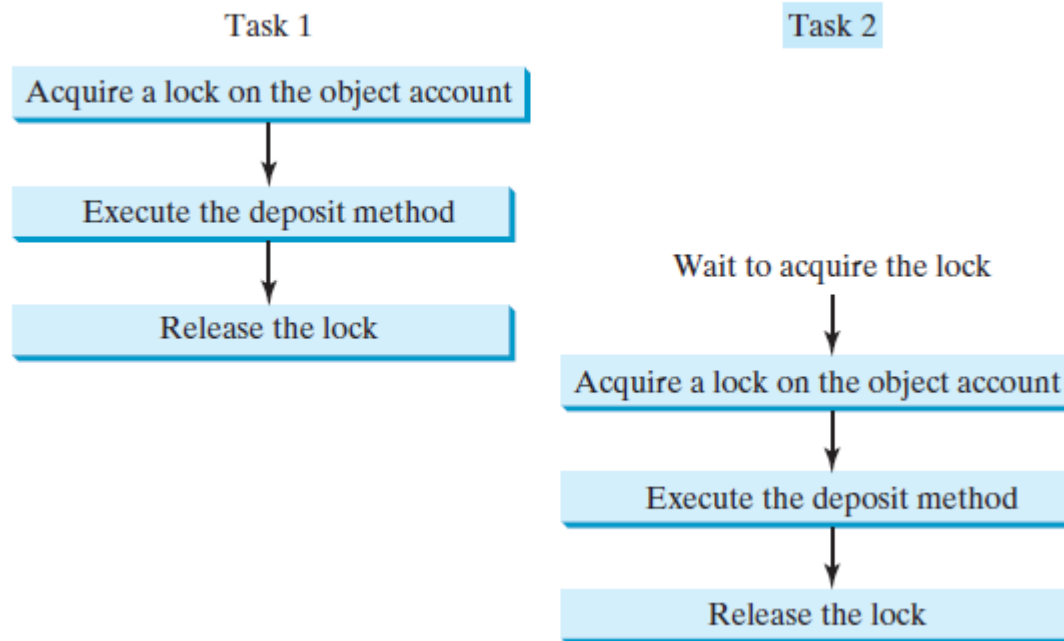 Task 1
Acquire a lock on the object account
Execute the deposit method
Release the lock
Task 2
Wait to acquire the lock
Acquire a lock on the object account
Execute the deposit method
Release the lock